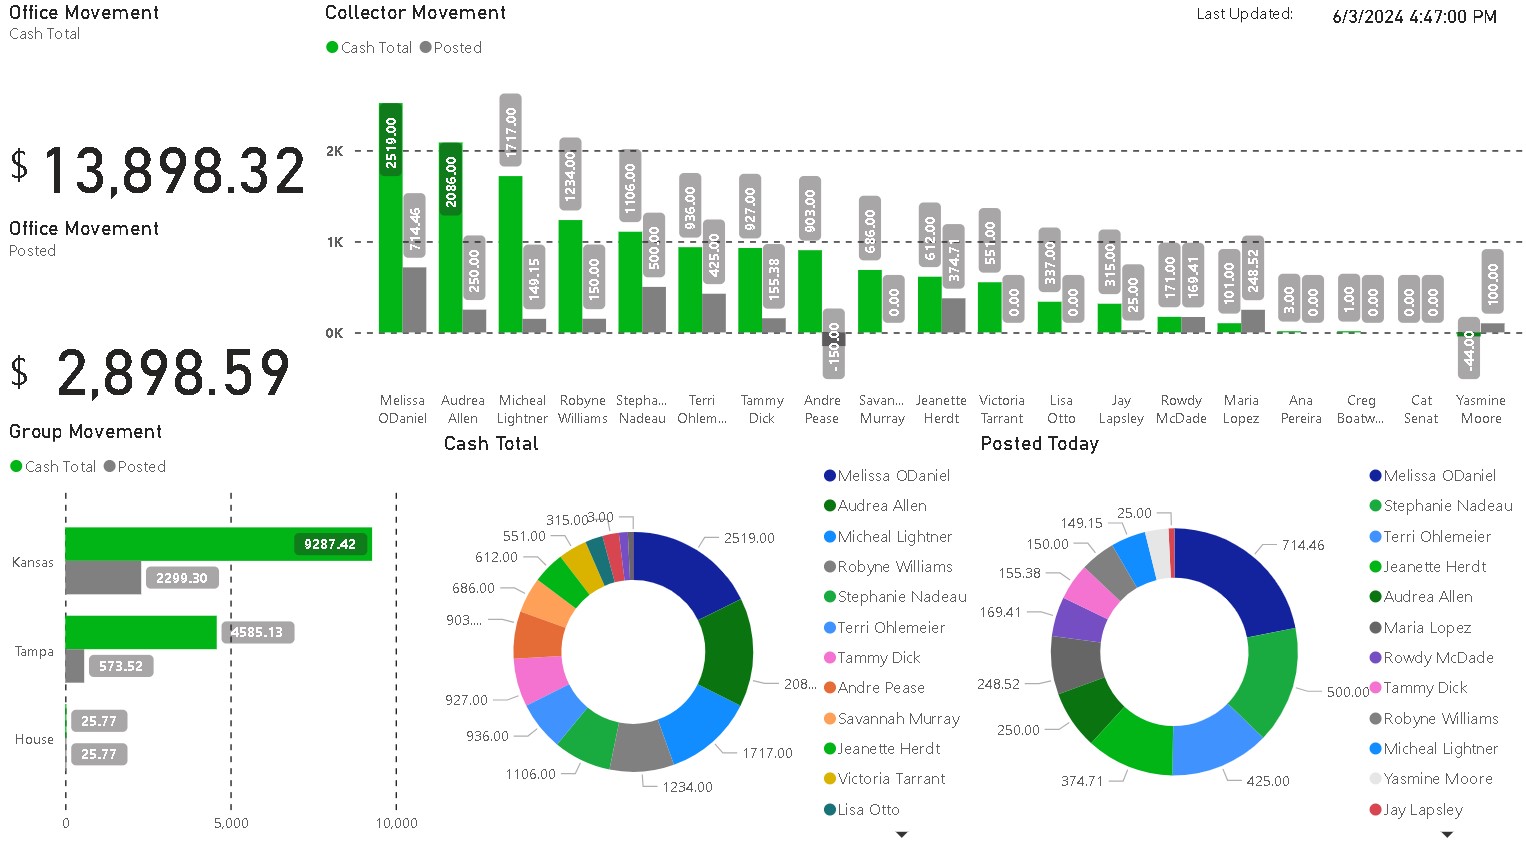 Office Movement
Cash Total
$ 13,898.32
Office Movement
Posted
$ 2,898.59
Collector Movement
Cash Total Posted
Last Updated: 6/3/2024 4:47:00 PM
2K
1K
0K
2519.00
714.46
2086.00
250.00
1717.00
149.15
1234.00
150.00
1106.00
500.00
936.00
425.00
927.00
155.38
903.00
-150.00
686.00
0.00
612.00
374.71
551.00
0.00
337.00
0.00
315.00
25.00
171.00
169.41
101.00
248.52
3.00
0.00
1.00
0.00
0.00
0.00
-44.00
100.00
Melissa
ODaniel
Audrea
Allen
Micheal
Lightner
Robyne
Williams
Stepha...
Nadeau
Terri
Ohlem...
Tammy
Dick
Andre
Pease
Savan...
Murray
Jeanette
Herdt
Victoria
Tarrant
Lisa
Otto
Jay
Lapsley
Rowdy
McDade
Maria
Lopez
Ana
Pereira
Creg
Boatw...
Cat
Senat
Yasmine
Moore
Group Movement
Cash Total Posted
Kansas
9287.42
2299.30
Tampa
4585.13
573.52
House
25.77
25.77
0
5,000
10,000
Cash Total
2519.00
208...
1717.00
1234.00
1106.00
936.00
927.00
903....
686.00
612.00
551.00
315.00
3.00
Melissa ODaniel
Audrea Allen
Micheal Lightner
Robyne Williams
Stephanie Nadeau
Terri Ohlemeier
Tammy Dick
Andre Pease
Savannah Murray
Jeanette Herdt
Victoria Tarrant
Lisa Otto
Posted Today
714.46
500.00
425.00
374.71
250.00
248.52
169.41
155.38
150.00
149.15
25.00
Melissa ODaniel
Stephanie Nadeau
Terri Ohlemeier
Jeanette Herdt
Audrea Allen
Maria Lopez
Rowdy McDade
Tammy Dick
Robyne Williams
Micheal Lightner
Yasmine Moore
Jay Lapsley